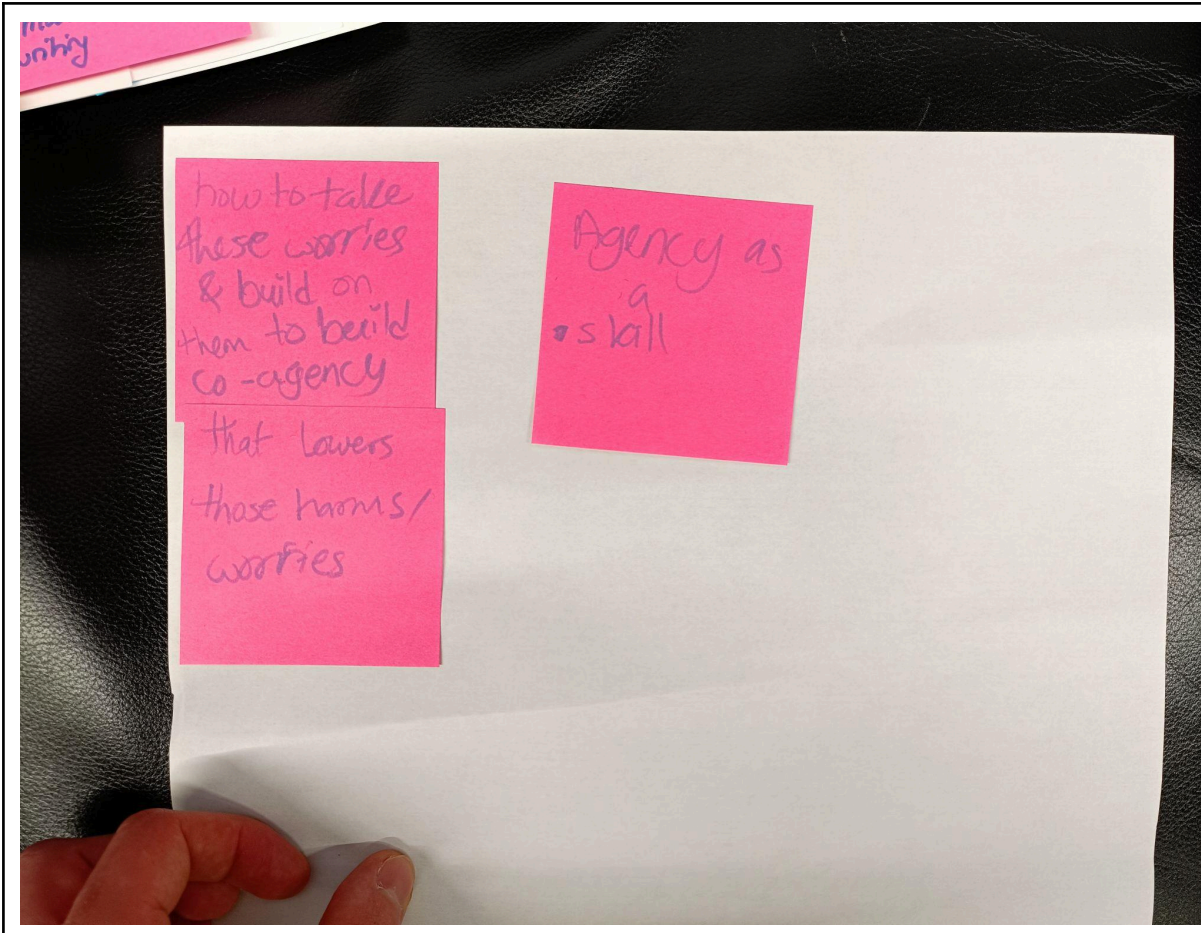 how to take
these worries
& build on
them to build
co-agency
that lowers
those harms/
worries
Agency as
a
skill